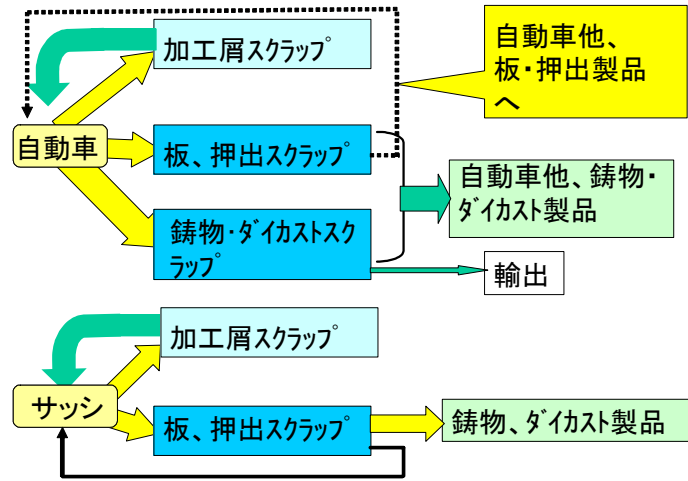 加工屑スクラップ
自動車他、
板・押出製品
へ
自動車
板、押出スクラップ
自動車他、鋳物・
ダイカスト製品
鋳物・ダイカストスク
ラップ
輸出
加工屑スクラップ
サッシ
板、押出スクラップ
鋳物、ダイカスト製品